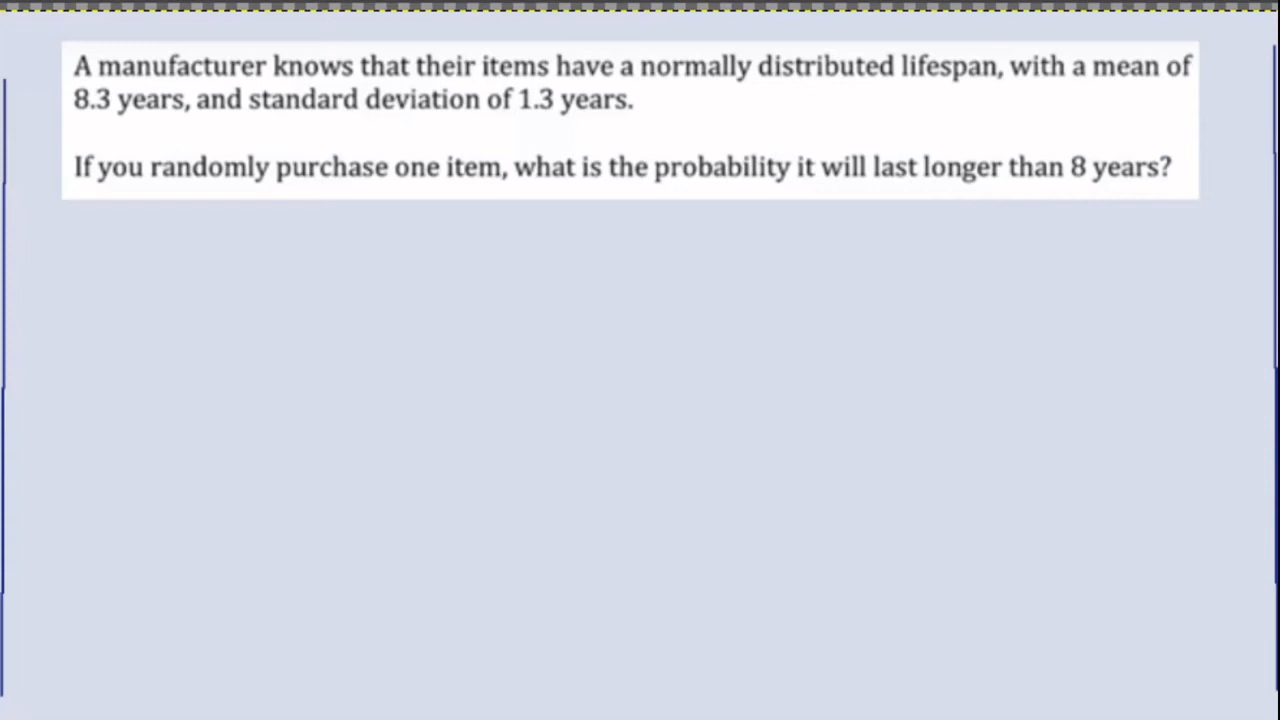 A manufacturer knows that their items have a normally distributed lifespan, with a mean of
8.3 years, and standard deviation of 1.3 years.
If you randomly purchase one item, what is the probability it will last longer than 8 years?